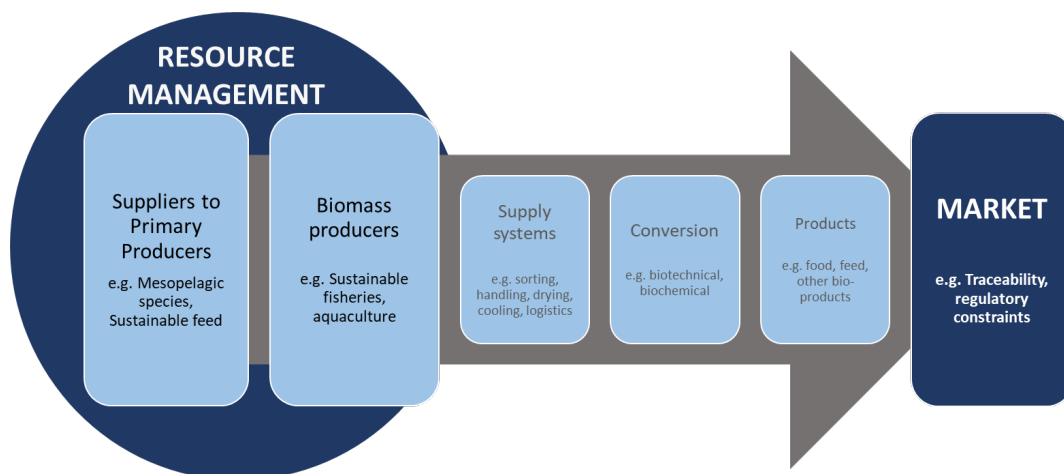 RESOURCE
MANAGEMENT
Suppliers to
Primary
Producers
e.g. Mesopelagic
species,
Sustainable feed
Biomass
producers
e.g. Sustainable
fisheries,
aquaculture
Supply
systems
e.g. sorting,
handling, drying,
cooling, logistics
Conversion
e.g. biotechnical,
biochemical
Products
e.g. food, feed,
other bio-
products
MARKET
e.g. Traceability,
regulatory
constraints